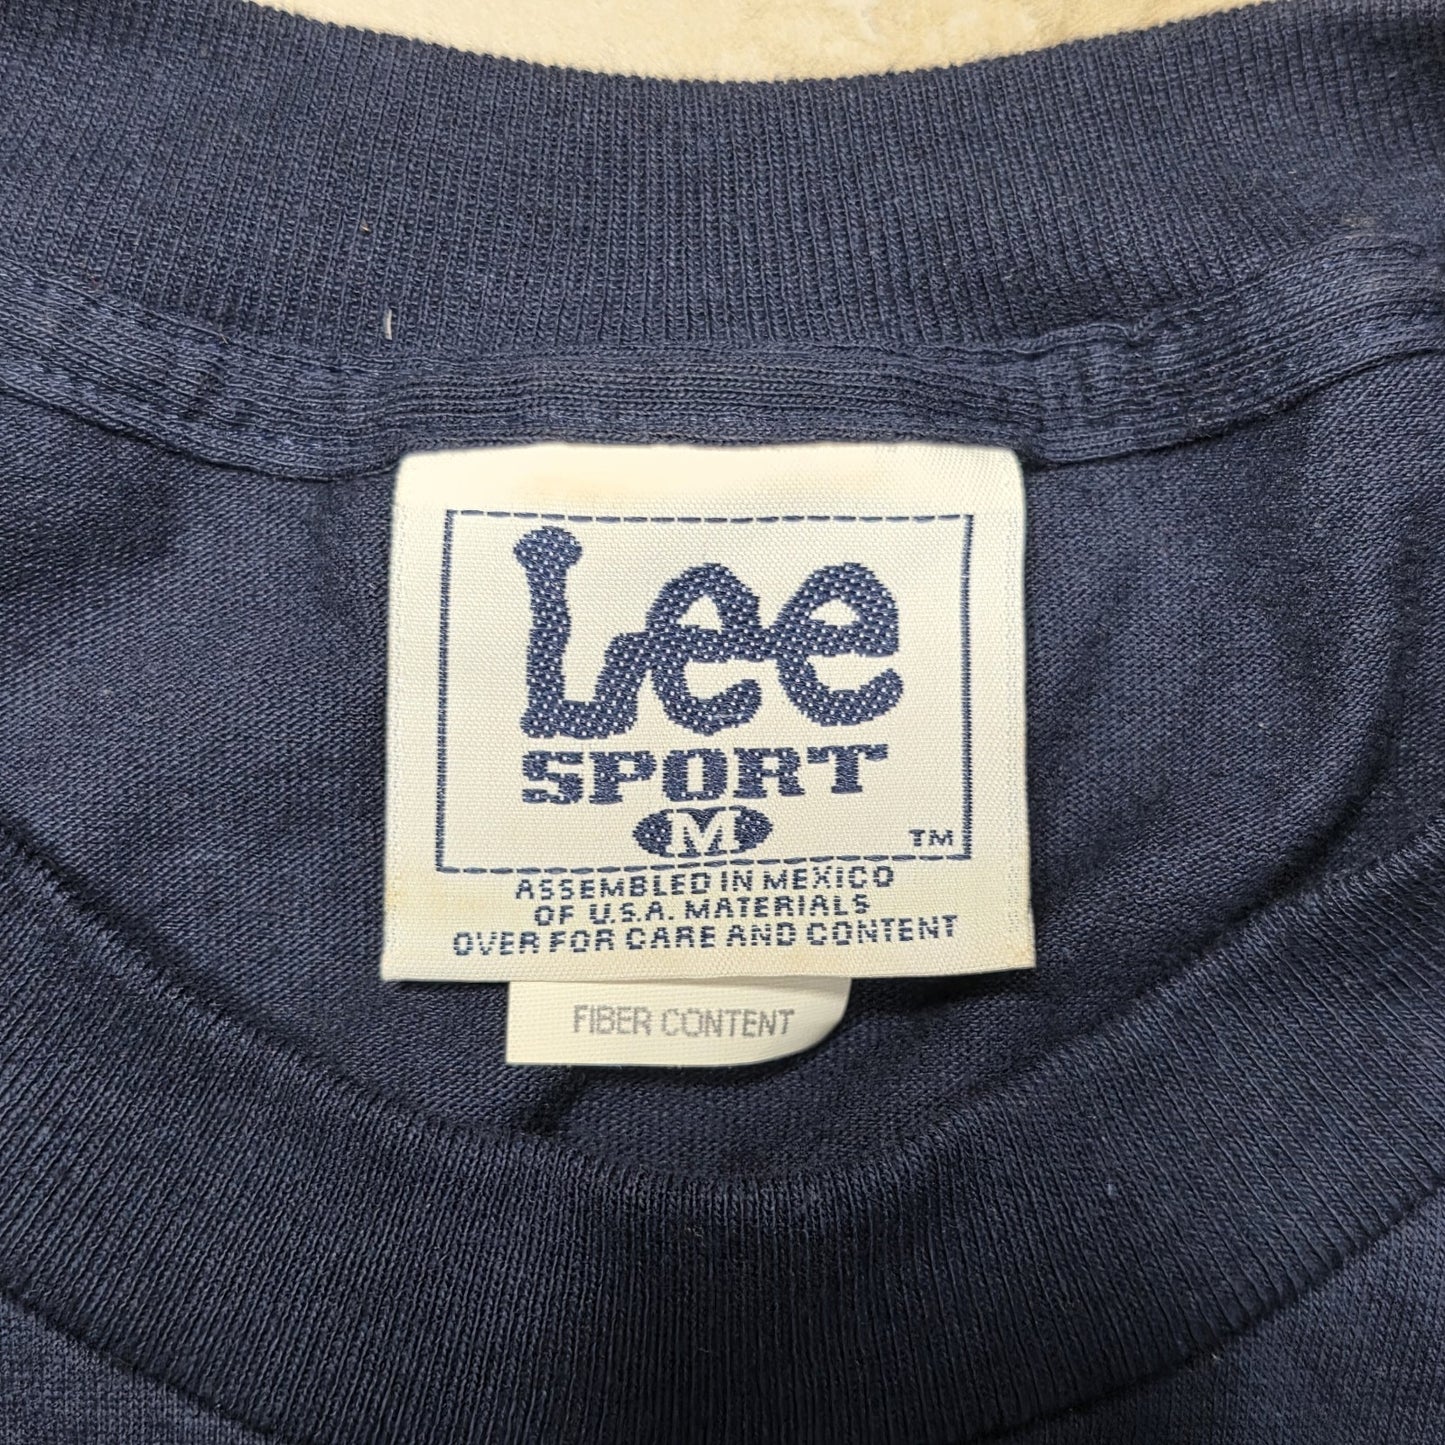 Lee
SPORT
M
TM
ASSEMBLED IN MEXICO
OF U.S.A. MATERIALS
OVER FOR CARE AND CONTENT
FIBER CONTENT